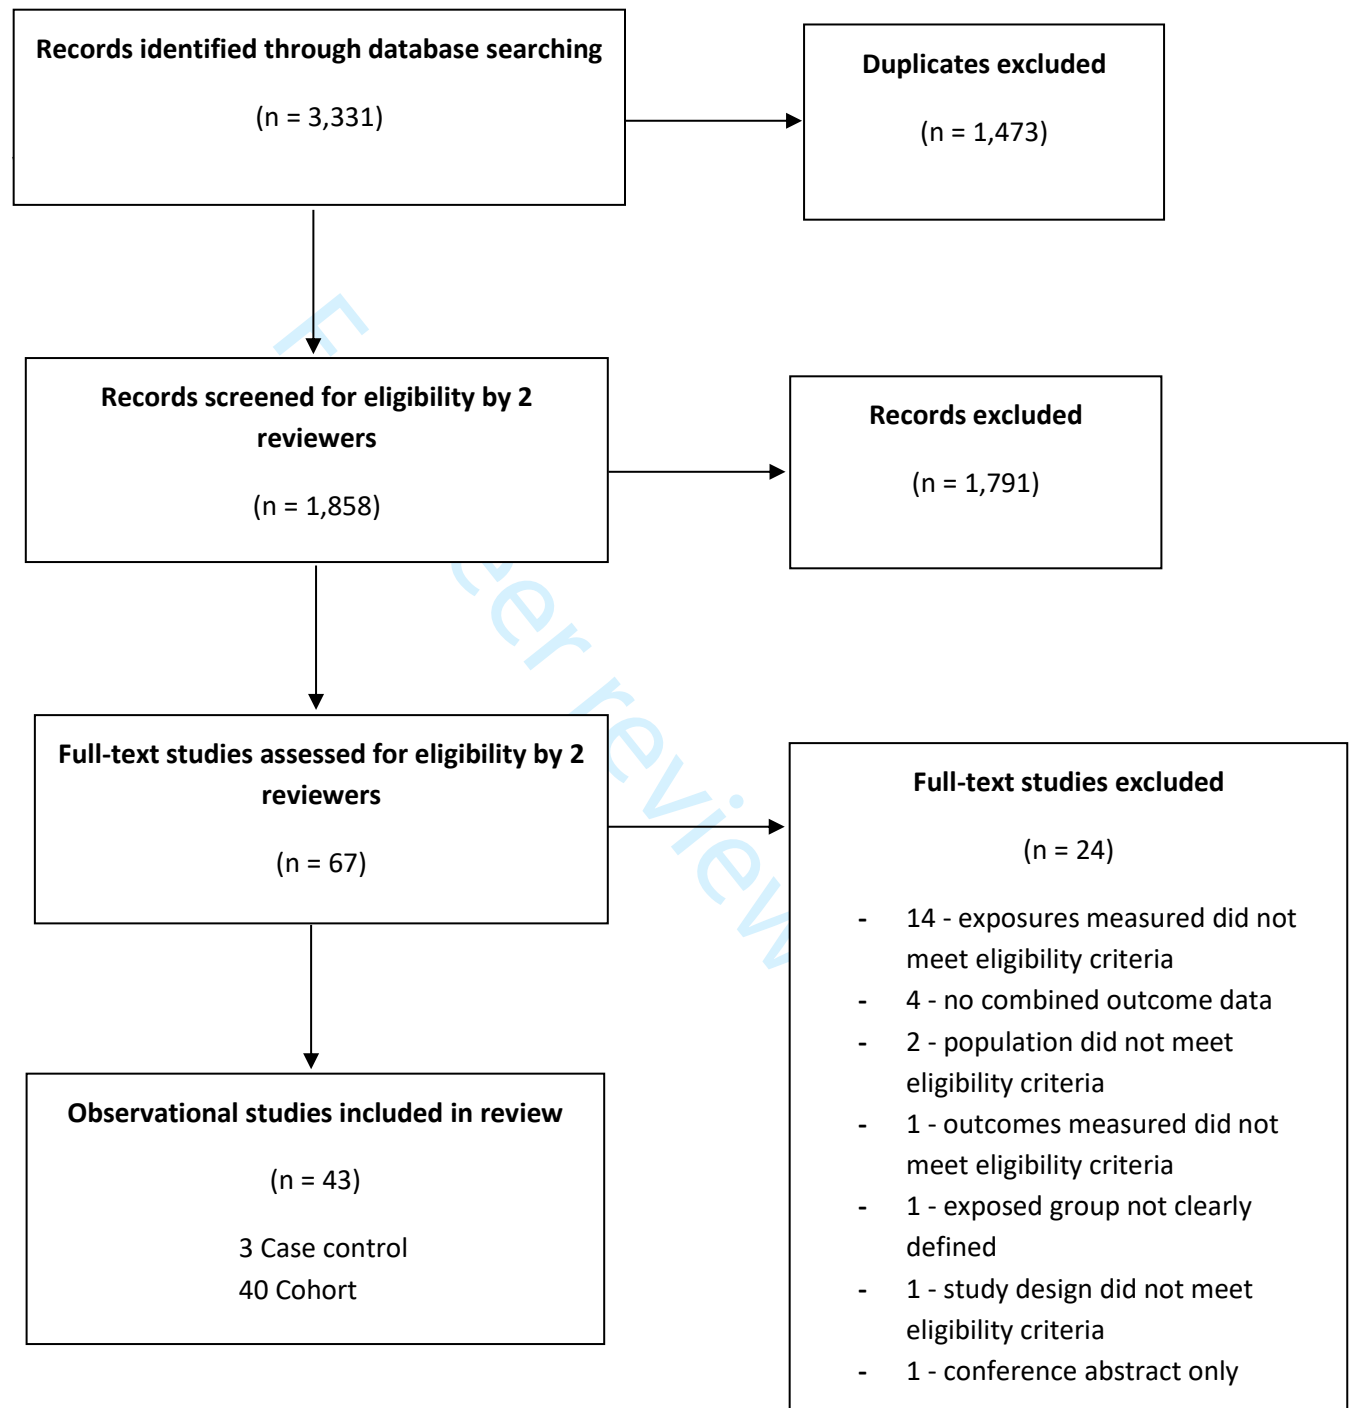 Records identified through database searching
(n = 3,331)
Duplicates excluded
(n = 1,473)
Records screened for eligibility by 2
reviewers
(n = 1,858)
Records excluded
(n = 1,791)
Full-text studies assessed for eligibility by 2
reviewers
(n = 67)
Full-text studies excluded
(n = 24)
- 14 - exposures measured did not
meet eligibility criteria
- 4 - no combined outcome data
- 2 - population did not meet
eligibility criteria
- 1 - outcomes measured did not
meet eligibility criteria
- 1 - exposed group not clearly
defined
- 1 - study design did not meet
eligibility criteria
- 1 - conference abstract only
Observational studies included in review
(n = 43)
3 Case control
40 Cohort
eer review